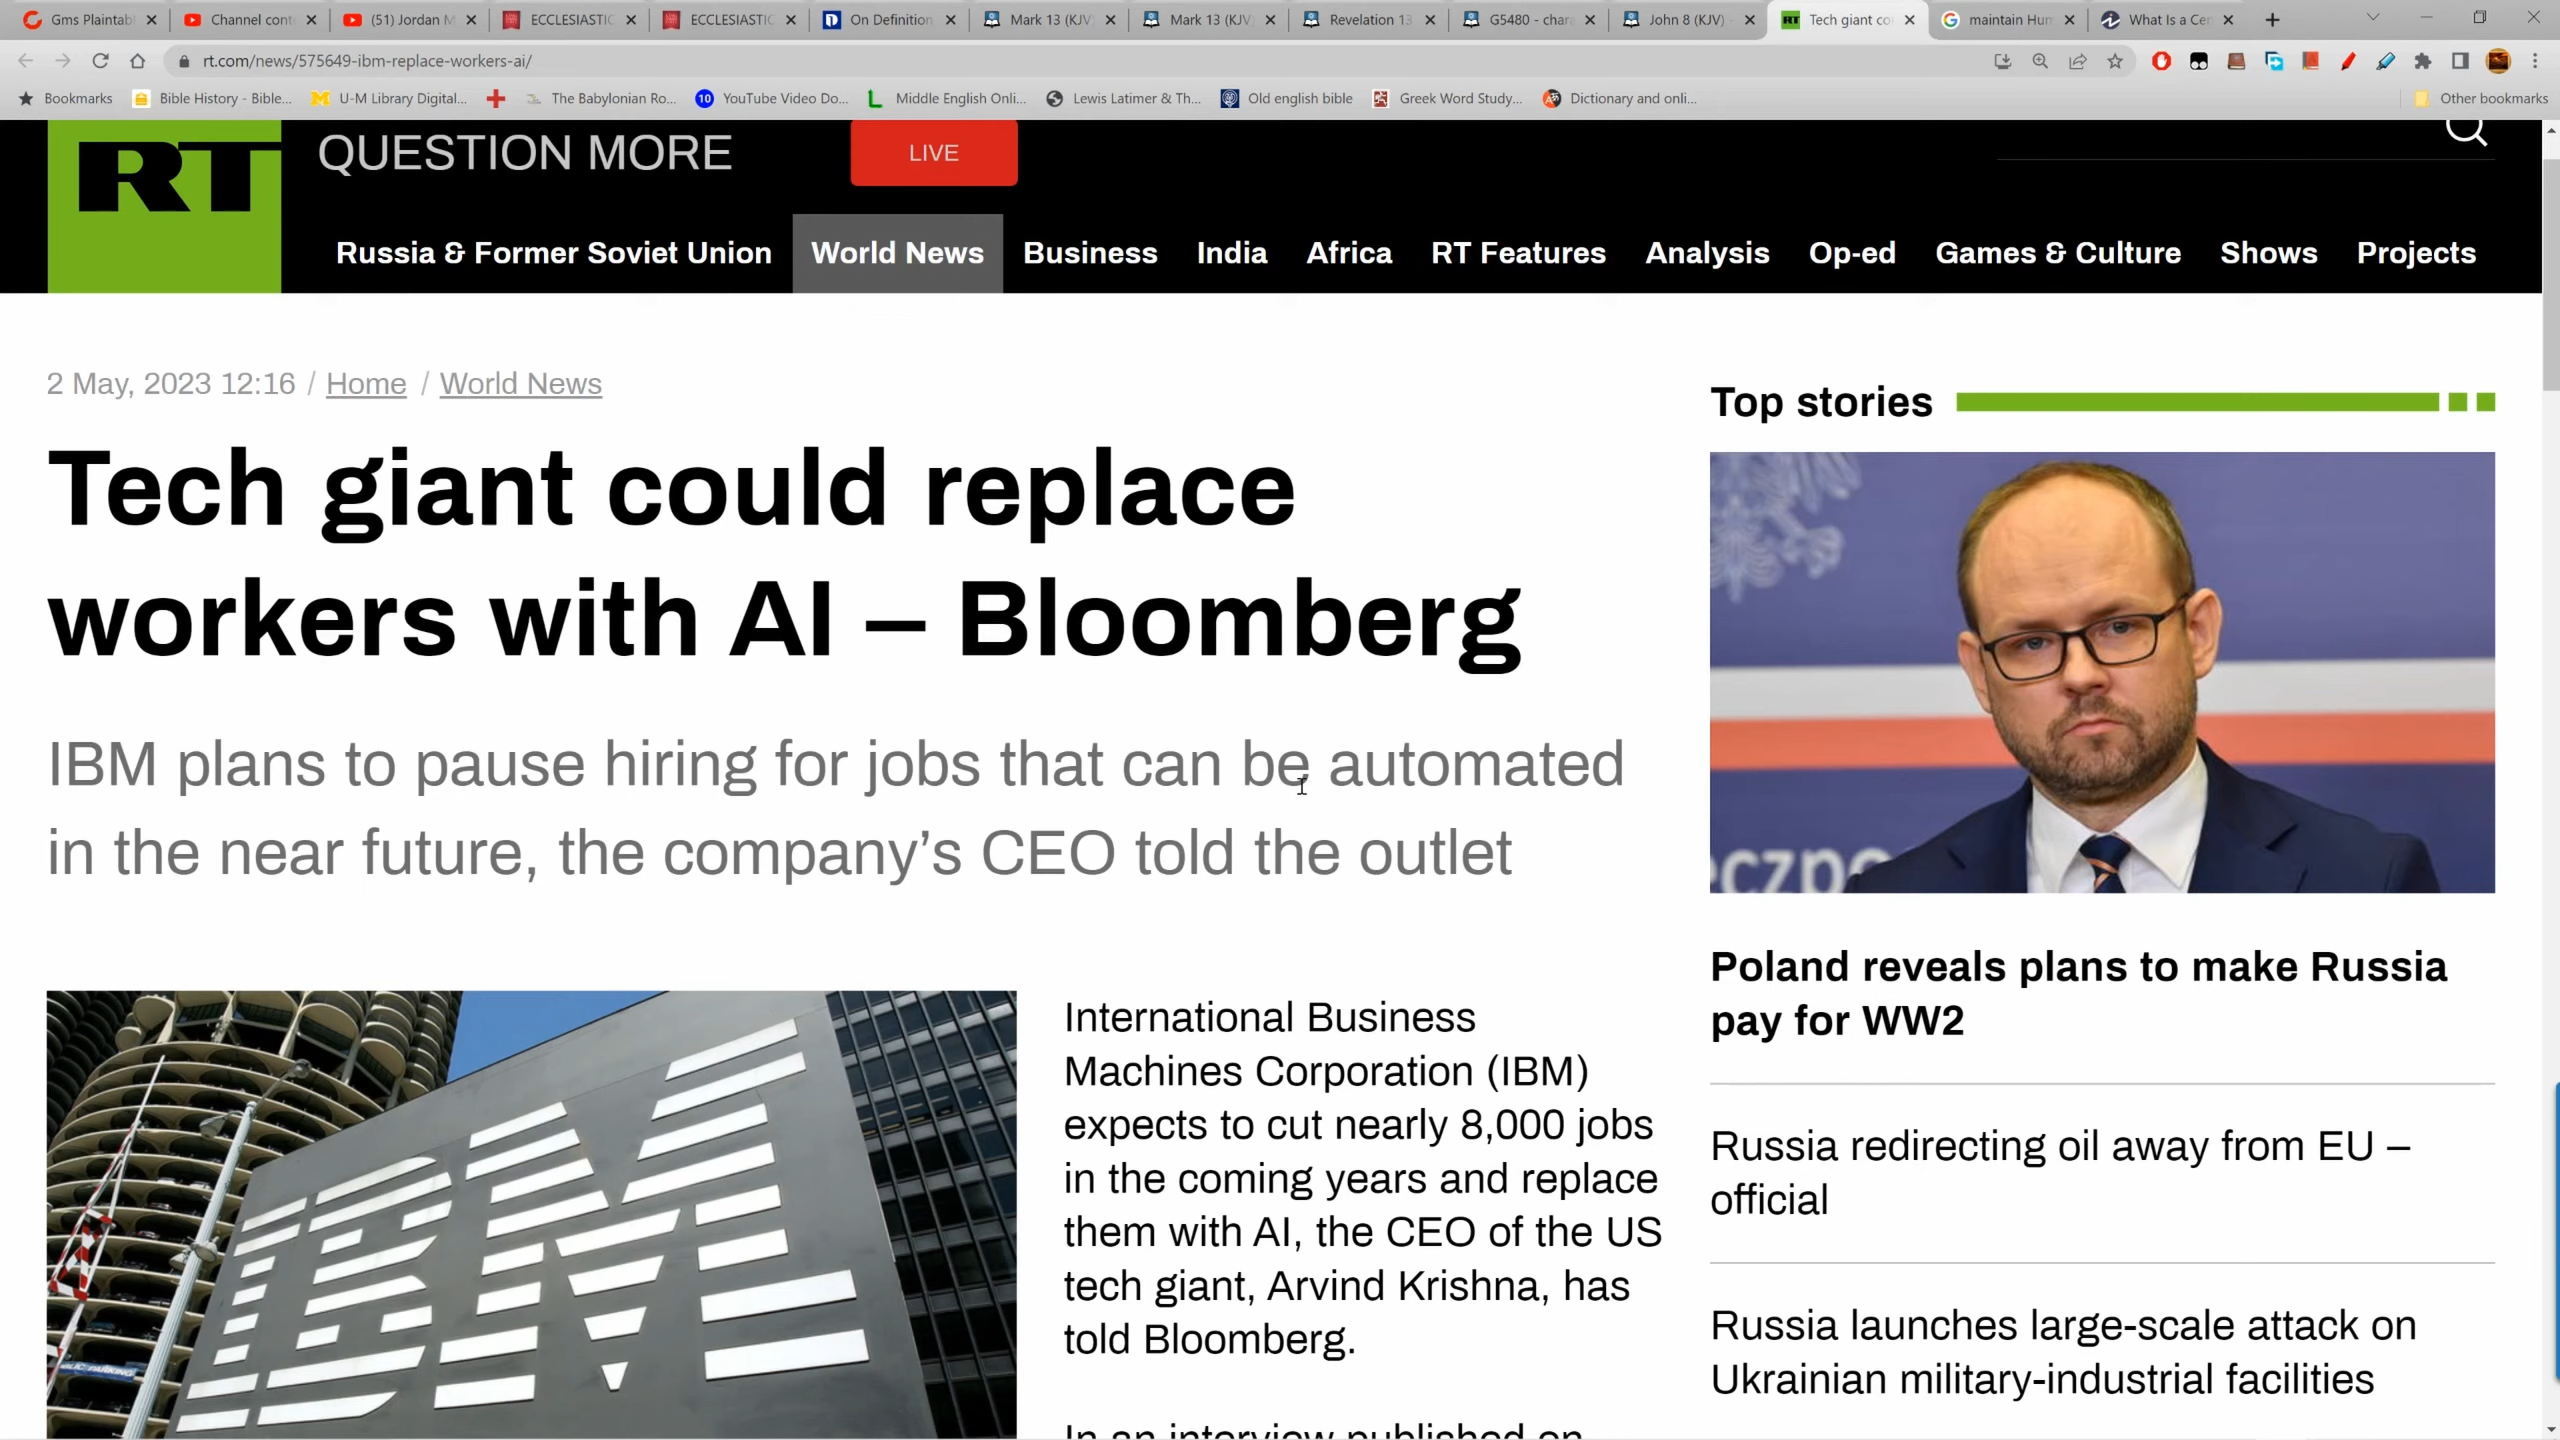 Gms Plaintab
Channel cont
(51) Jordan M
ECCLESIASTIC
ECCLESIASTIC
On Definition
Mark 13 (KJV)
Mark 13 (KJV)
Revelation 13
G5480 - chara
John 8 (KJV) -
Tech giant co
maintain Hum
What Is a Cen
rt.com/news/575649-ibm-replace-workers-ai/
Bookmarks
Bible History - Bible...
U-M Library Digital...
The Babylonian Ro...
10
YouTube Video Do...
Middle English Onli...
Lewis Latimer & Th...
Old english bible
Greek Word Study...
Dictionary and onli...
Other bookmarks
RT
QUESTION MORE
LIVE
Russia & Former Soviet Union
World News
Business
India
Africa
RT Features
Analysis
Op-ed
Games & Culture
Shows
Projects
2 May, 2023 12:16 / Home / World News
Tech giant could replace
workers with AI – Bloomberg
IBM plans to pause hiring for jobs that can be automated
in the near future, the company’s CEO told the outlet
IBM
International Business
Machines Corporation (IBM)
expects to cut nearly 8,000 jobs
in the coming years and replace
them with AI, the CEO of the US
tech giant, Arvind Krishna, has
told Bloomberg.
In an interview published on
Top stories
eczpo
Poland reveals plans to make Russia
pay for WW2
Russia redirecting oil away from EU –
official
Russia launches large-scale attack on
Ukrainian military-industrial facilities